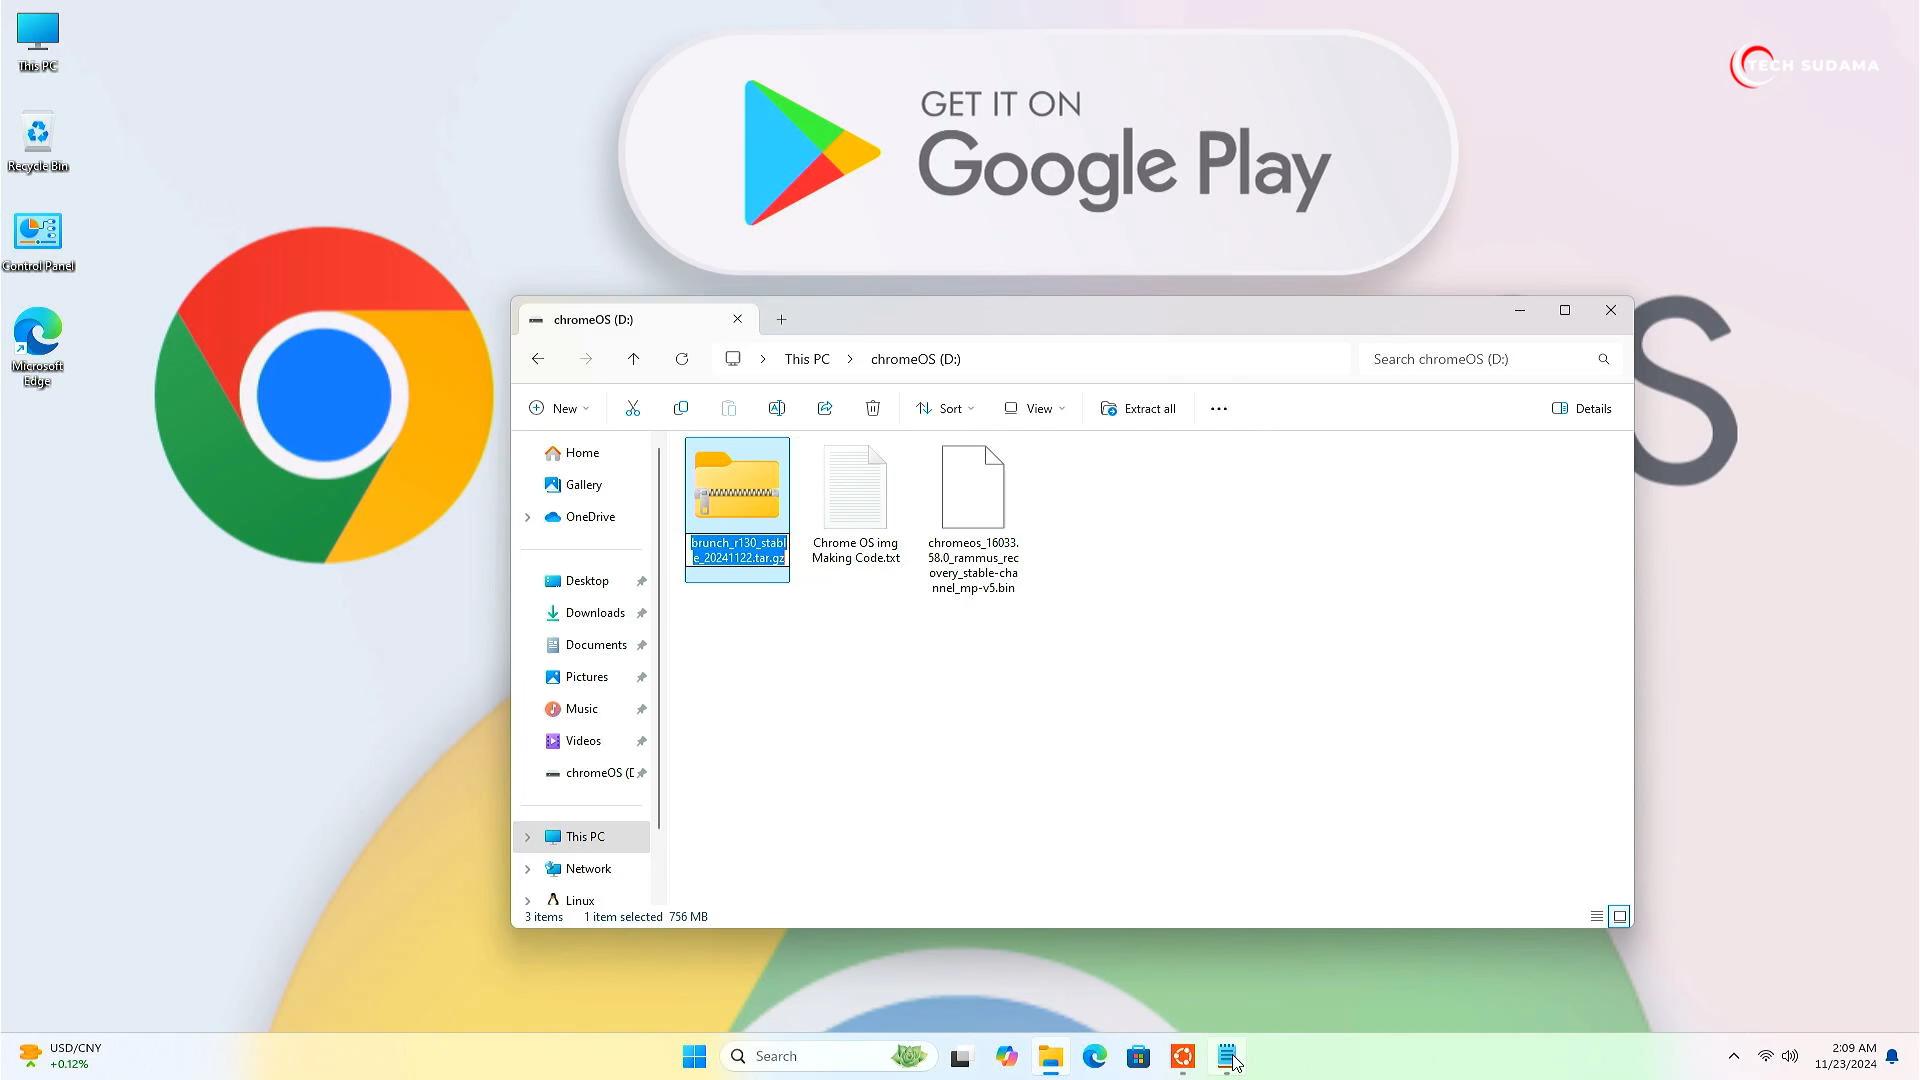 This PC
Recycle Bin
Control Panel
Microsoft
Edge
GET IT ON
Google Play
TECH SUDAMA
S
chromeOS (D:)
This PC
chromeOS (D:)
Search chromeOS (D:)
New
Sort
View
Extract all
Details
Home
Gallery
OneDrive
Desktop
Downloads
Documents
Pictures
Music
Videos
chromeOS (D
This PC
Network
Linux
brunch_r130_stabl
e_20241122.tar.gz
Chrome OS img
Making Code.txt
chromeos_16033.
58.0_rammus_rec
overy_stable-cha
nnel_mp-v5.bin
3 items
1 item selected 756 MB
USD/CNY
+0.12%
Search
2:09 AM
11/23/2024